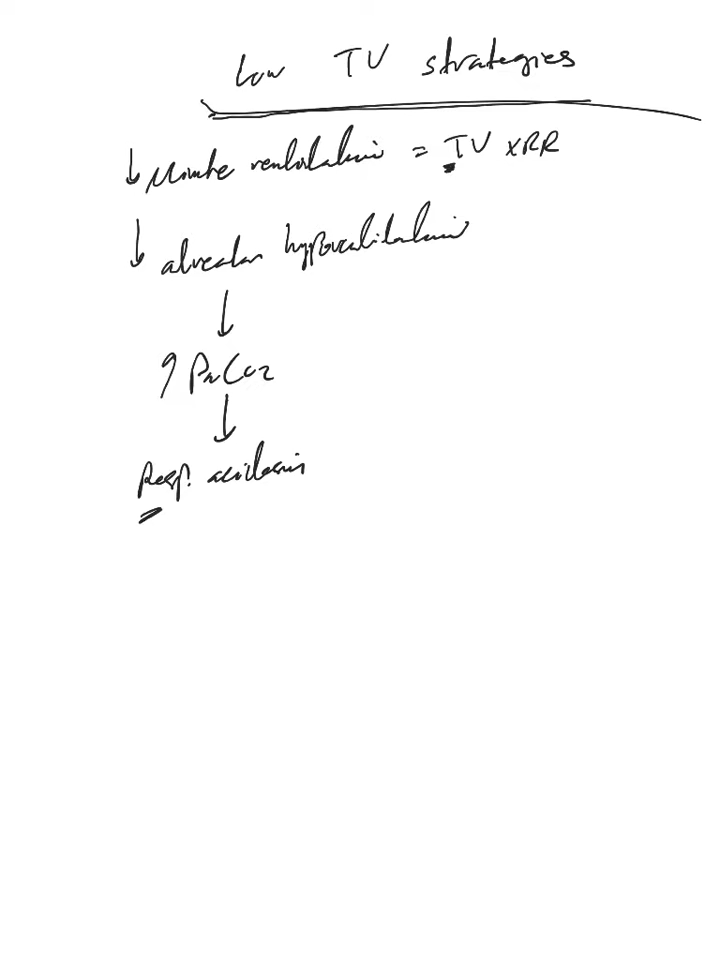 Low TV strategies
↓ Minute ventilation = TV x RR
↓ alveolar hypoventilation
↓
↑ PaCO2
↓
Resp. acidosis